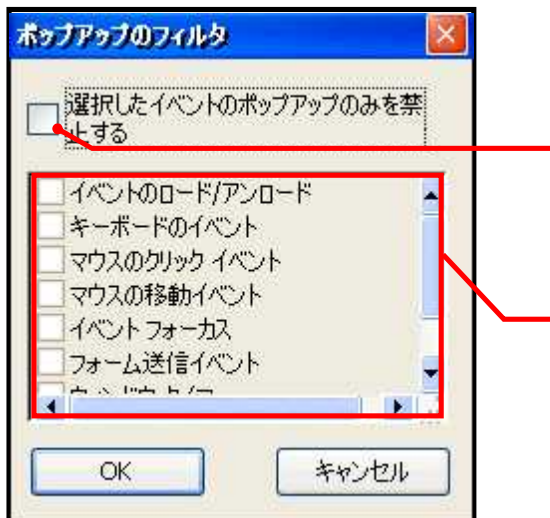 ポップアップのフィルタ
選択したイベントのポップアップのみを禁
止する
イベントのロード/アンロード
キーボードのイベント
マウスのクリック イベント
マウスの移動イベント
イベント フォーカス
フォーム送信イベント
OK
キャンセル